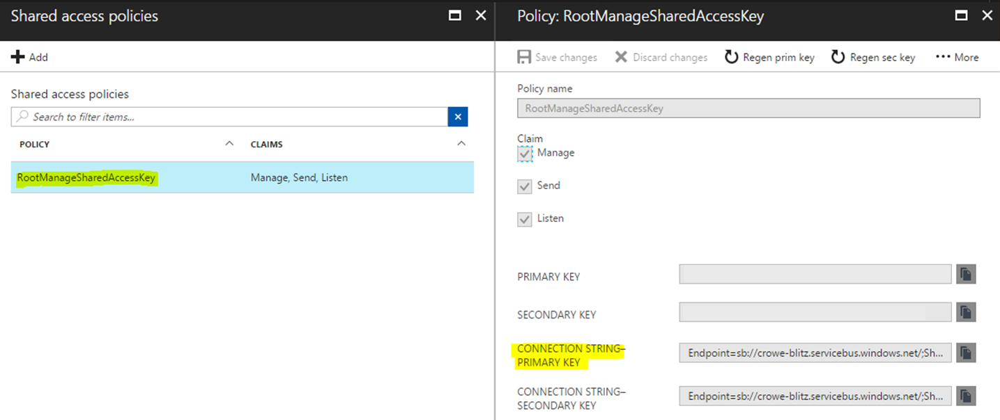 Shared access policies
Add
Shared access policies
Search to filter items...
POLICY CLAIMS
RootManageSharedAccessKey Manage, Send, Listen
Policy: RootManageSharedAccessKey
Save changes Discard changes Regen prim key Regen sec key ••• More
Policy name
RootManageSharedAccessKey
Claim
Manage
Send
Listen
PRIMARY KEY
SECONDARY KEY
CONNECTION STRING–
PRIMARY KEY
Endpoint=sb://crowe-blitz.servicebus.windows.net/;Sh...
CONNECTION STRING–
SECONDARY KEY
Endpoint=sb://crowe-blitz.servicebus.windows.net/;Sh...